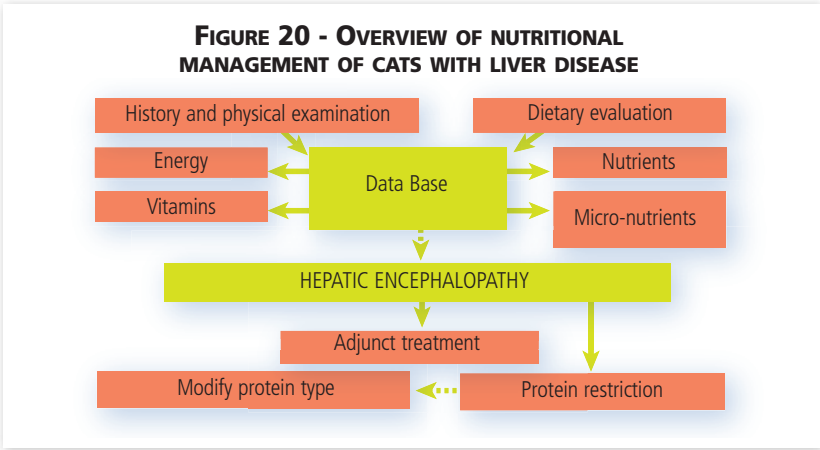 FIGURE 20 - OVERVIEW OF NUTRITIONAL
MANAGEMENT OF CATS WITH LIVER DISEASE
History and physical examination
Dietary evaluation
Energy
Data Base
Nutrients
Vitamins
Micro-nutrients
HEPATIC ENCEPHALOPATHY
Adjunct treatment
Modify protein type
Protein restriction